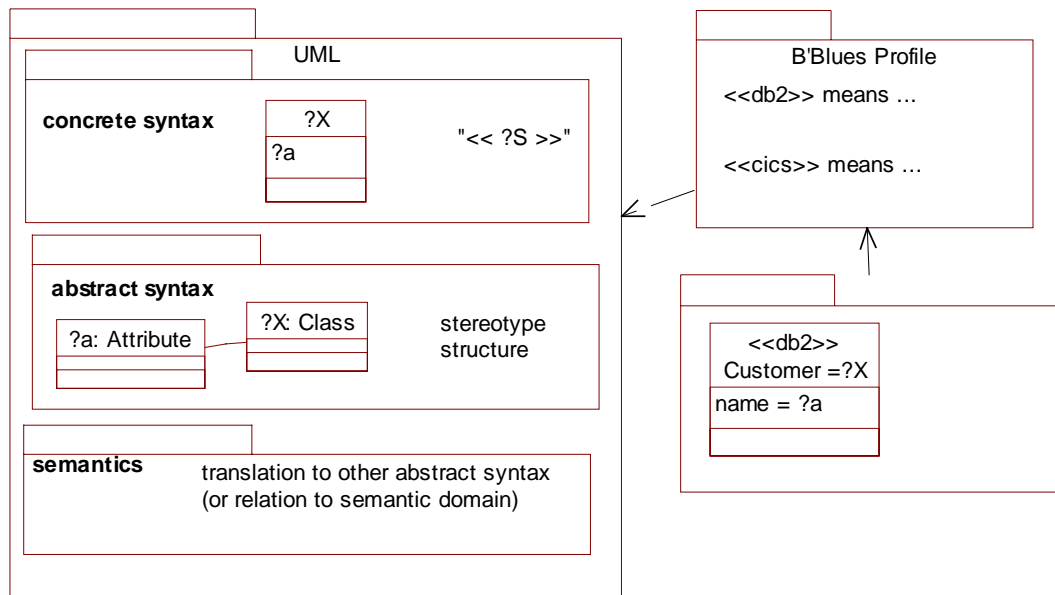 UML
concrete syntax
?X
?a
"<< ?S >>"
abstract syntax
?a: Attribute
?X: Class
stereotype
structure
semantics
translation to other abstract syntax
(or relation to semantic domain)
B'Blues Profile
<<db2>> means ...
<<cics>> means ...
<<db2>>
Customer =?X
name = ?a